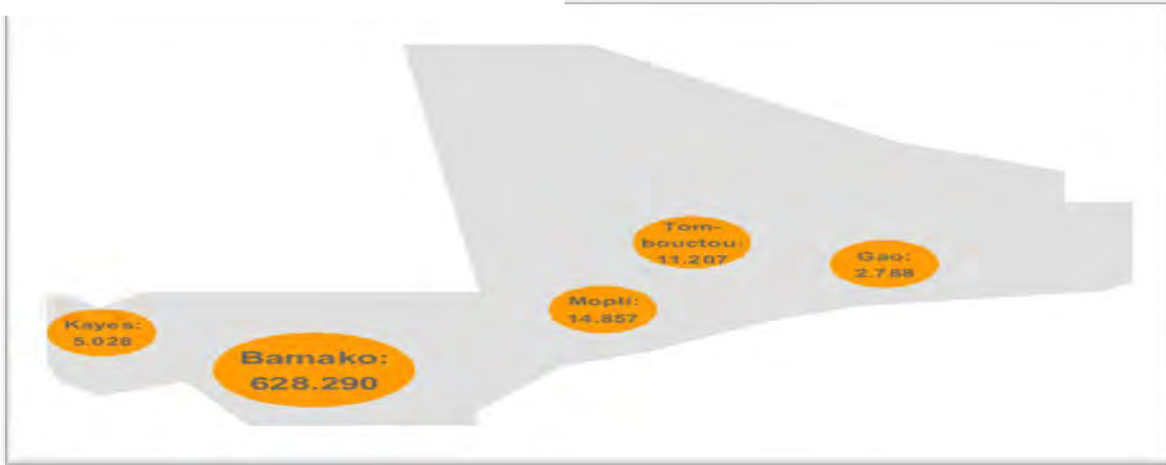 Tom-
bouctou:
11.207
Gao:
2.788
Mopti:
14.857
Kayes:
5.028
Bamako:
628.290